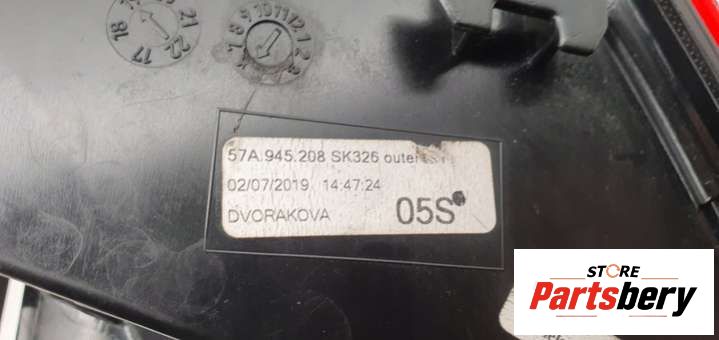 57A.945.208 SK326 outer
02/07/2019 14:47:24
DVORAKOVA 05S
STORE
Partsbery